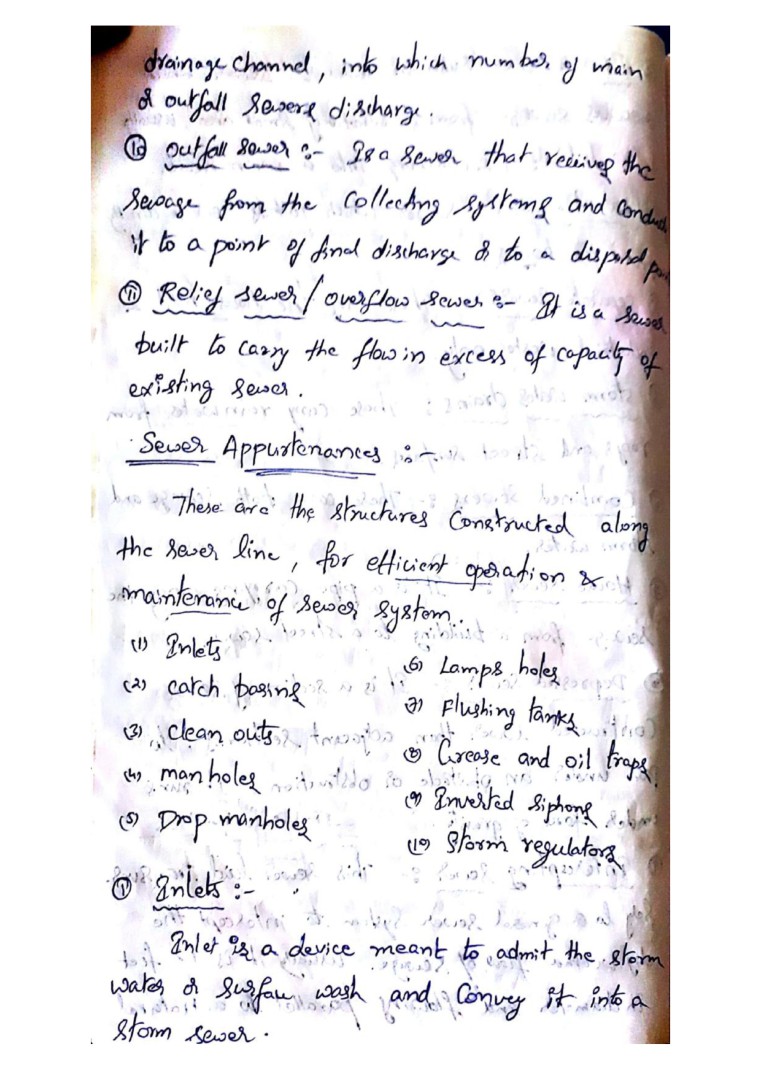 drainage channel, into which number of main
or outfall sewers discharge.
(10) outfall sewer :- Is a sewer that receives the
sewage from the collecting systems and conducts
it to a point of final discharge or to a disposal
(11) Relief sewer / overflow sewer :- It is a sewer
built to carry the flow in excess of capacity of
existing sewer.
Sewer Appurtenances :-
These are the structures constructed along
the sewer line, for efficient operation &
maintenance of sewer system.
(1) Inlets
(2) catch basins
(3) clean outs
(4) manholes
(5) Drop manholes
(6) Lamps holes
(7) Flushing tanks
(8) Grease and oil traps
(9) Inverted siphons
(10) Storm regulators
(1) Inlets :-
Inlet is a device meant to admit the storm
water or surface wash and convey it into a
storm sewer.